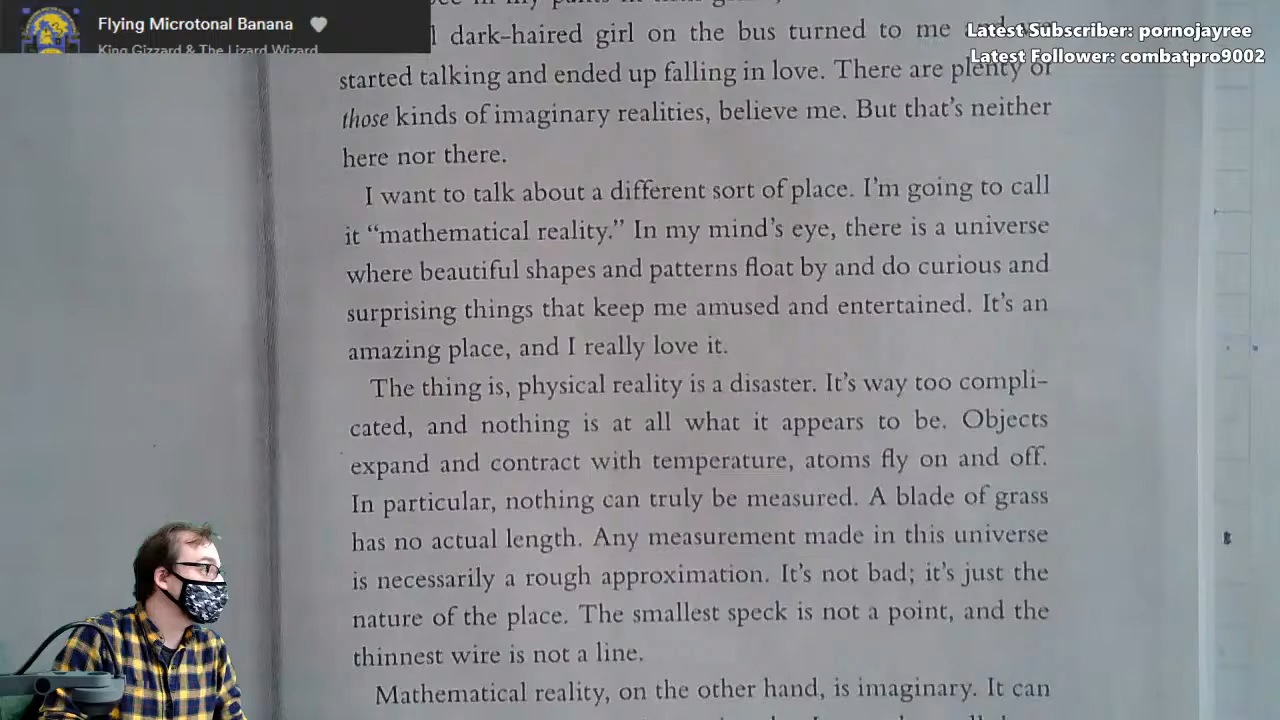 Flying Microtonal Banana
King Gizzard & The Lizard Wizard
Latest Subscriber: pornojayree
Latest Follower: combatpro9002
dark-haired girl on the bus turned to me
started talking and ended up falling in love. There are plenty of
those kinds of imaginary realities, believe me. But that's neither
here nor there.
I want to talk about a different sort of place. I'm going to call
it “mathematical reality.” In my mind's eye, there is a universe
where beautiful shapes and patterns float by and do curious and
surprising things that keep me amused and entertained. It's an
amazing place, and I really love it.
The thing is, physical reality is a disaster. It's way too compli-
cated, and nothing is at all what it appears to be. Objects
expand and contract with temperature, atoms fly on and off.
In particular, nothing can truly be measured. A blade of grass
has no actual length. Any measurement made in this universe
is necessarily a rough approximation. It's not bad; it's just the
nature of the place. The smallest speck is not a point, and the
thinnest wire is not a line.
Mathematical reality, on the other hand, is imaginary. It can